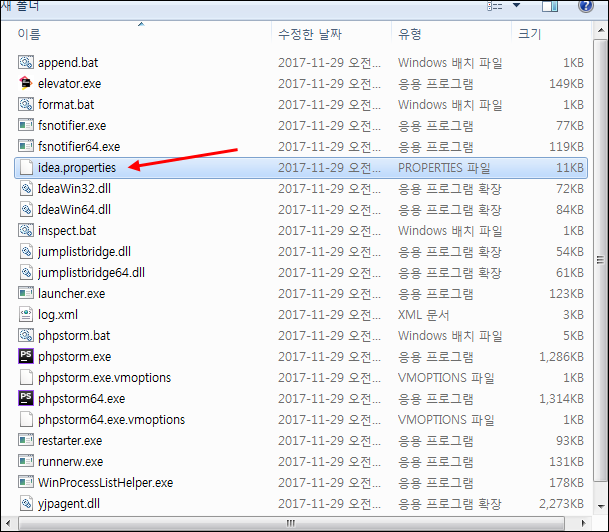 새 폴더
이름 수정한 날짜 유형 크기
append.bat 2017-11-29 오전... Windows 배치 파일 1KB
elevator.exe 2017-11-29 오전... 응용 프로그램 149KB
format.bat 2017-11-29 오전... Windows 배치 파일 1KB
fsnotifier.exe 2017-11-29 오전... 응용 프로그램 77KB
fsnotifier64.exe 2017-11-29 오전... 응용 프로그램 119KB
idea.properties 2017-11-29 오전... PROPERTIES 파일 11KB
IdeaWin32.dll 2017-11-29 오전... 응용 프로그램 확장 72KB
IdeaWin64.dll 2017-11-29 오전... 응용 프로그램 확장 84KB
inspect.bat 2017-11-29 오전... Windows 배치 파일 1KB
jumplistbridge.dll 2017-11-29 오전... 응용 프로그램 확장 54KB
jumplistbridge64.dll 2017-11-29 오전... 응용 프로그램 확장 61KB
launcher.exe 2017-11-29 오전... 응용 프로그램 123KB
log.xml 2017-11-29 오전... XML 문서 3KB
phpstorm.bat 2017-11-29 오전... Windows 배치 파일 5KB
PS phpstorm.exe 2017-11-29 오전... 응용 프로그램 1,286KB
phpstorm.exe.vmoptions 2017-11-29 오전... VMOPTIONS 파일 1KB
PS phpstorm64.exe 2017-11-29 오전... 응용 프로그램 1,314KB
phpstorm64.exe.vmoptions 2017-11-29 오전... VMOPTIONS 파일 1KB
restarter.exe 2017-11-29 오전... 응용 프로그램 93KB
runnerw.exe 2017-11-29 오전... 응용 프로그램 131KB
WinProcessListHelper.exe 2017-11-29 오전... 응용 프로그램 178KB
yjpagent.dll 2017-11-29 오전... 응용 프로그램 확장 2,273KB